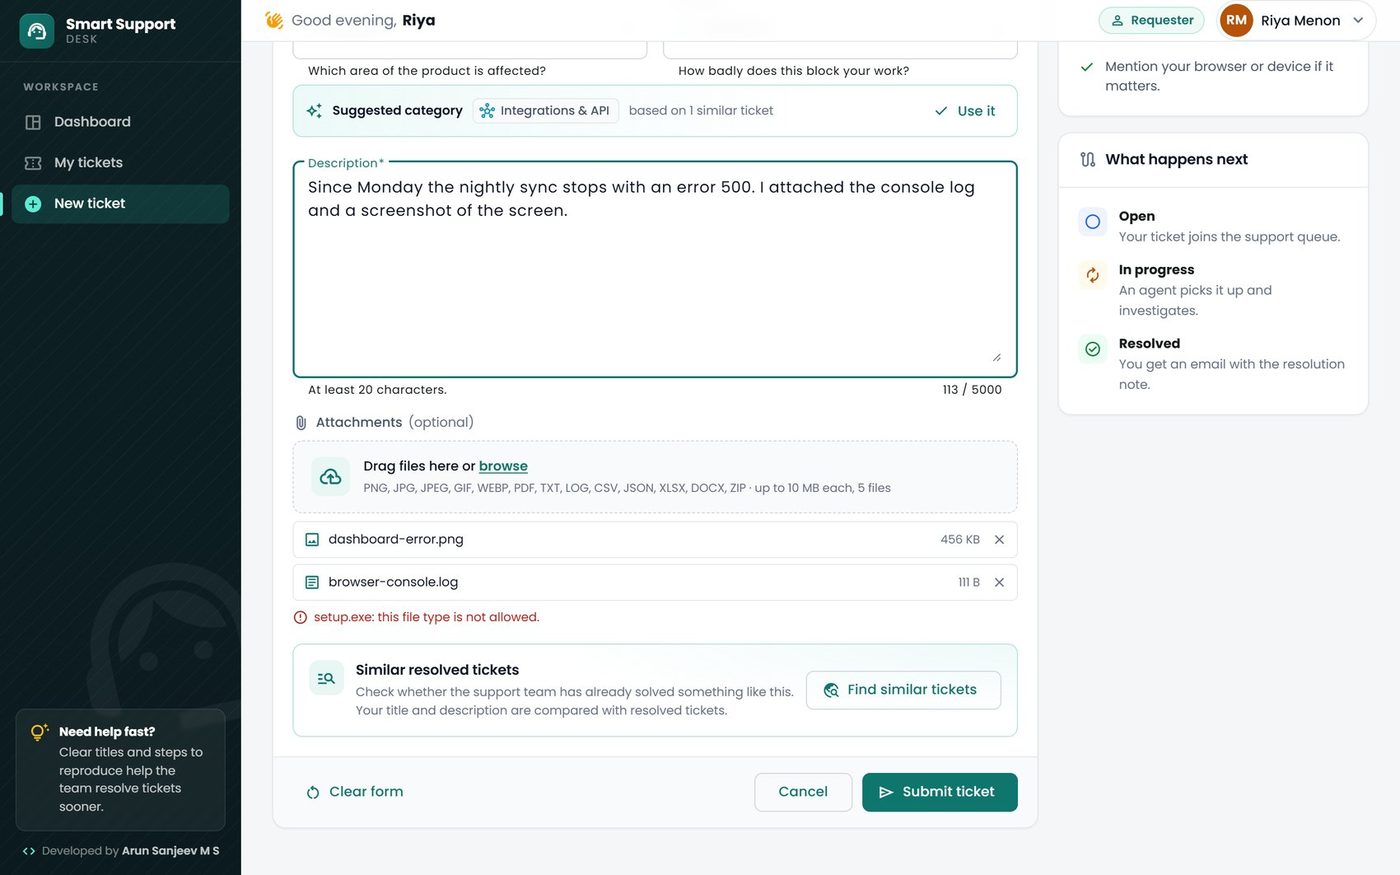 Smart Support
DESK
WORKSPACE
Dashboard
My tickets
New ticket
Need help fast?
Clear titles and steps to
reproduce help the
team resolve tickets
sooner.
Developed by Arun Sanjeev M S
Good evening, Riya
Requester
RM
Riya Menon
Which area of the product is affected?
How badly does this block your work?
Suggested category
Integrations & API
based on 1 similar ticket
Use it
Description*
Since Monday the nightly sync stops with an error 500. I attached the console log
and a screenshot of the screen.
At least 20 characters.
113 / 5000
Attachments (optional)
Drag files here or browse
PNG, JPG, JPEG, GIF, WEBP, PDF, TXT, LOG, CSV, JSON, XLSX, DOCX, ZIP · up to 10 MB each, 5 files
dashboard-error.png
456 KB
browser-console.log
111 B
setup.exe: this file type is not allowed.
Similar resolved tickets
Check whether the support team has already solved something like this.
Your title and description are compared with resolved tickets.
Find similar tickets
Clear form
Cancel
Submit ticket
Mention your browser or device if it
matters.
What happens next
Open
Your ticket joins the support queue.
In progress
An agent picks it up and
investigates.
Resolved
You get an email with the resolution
note.